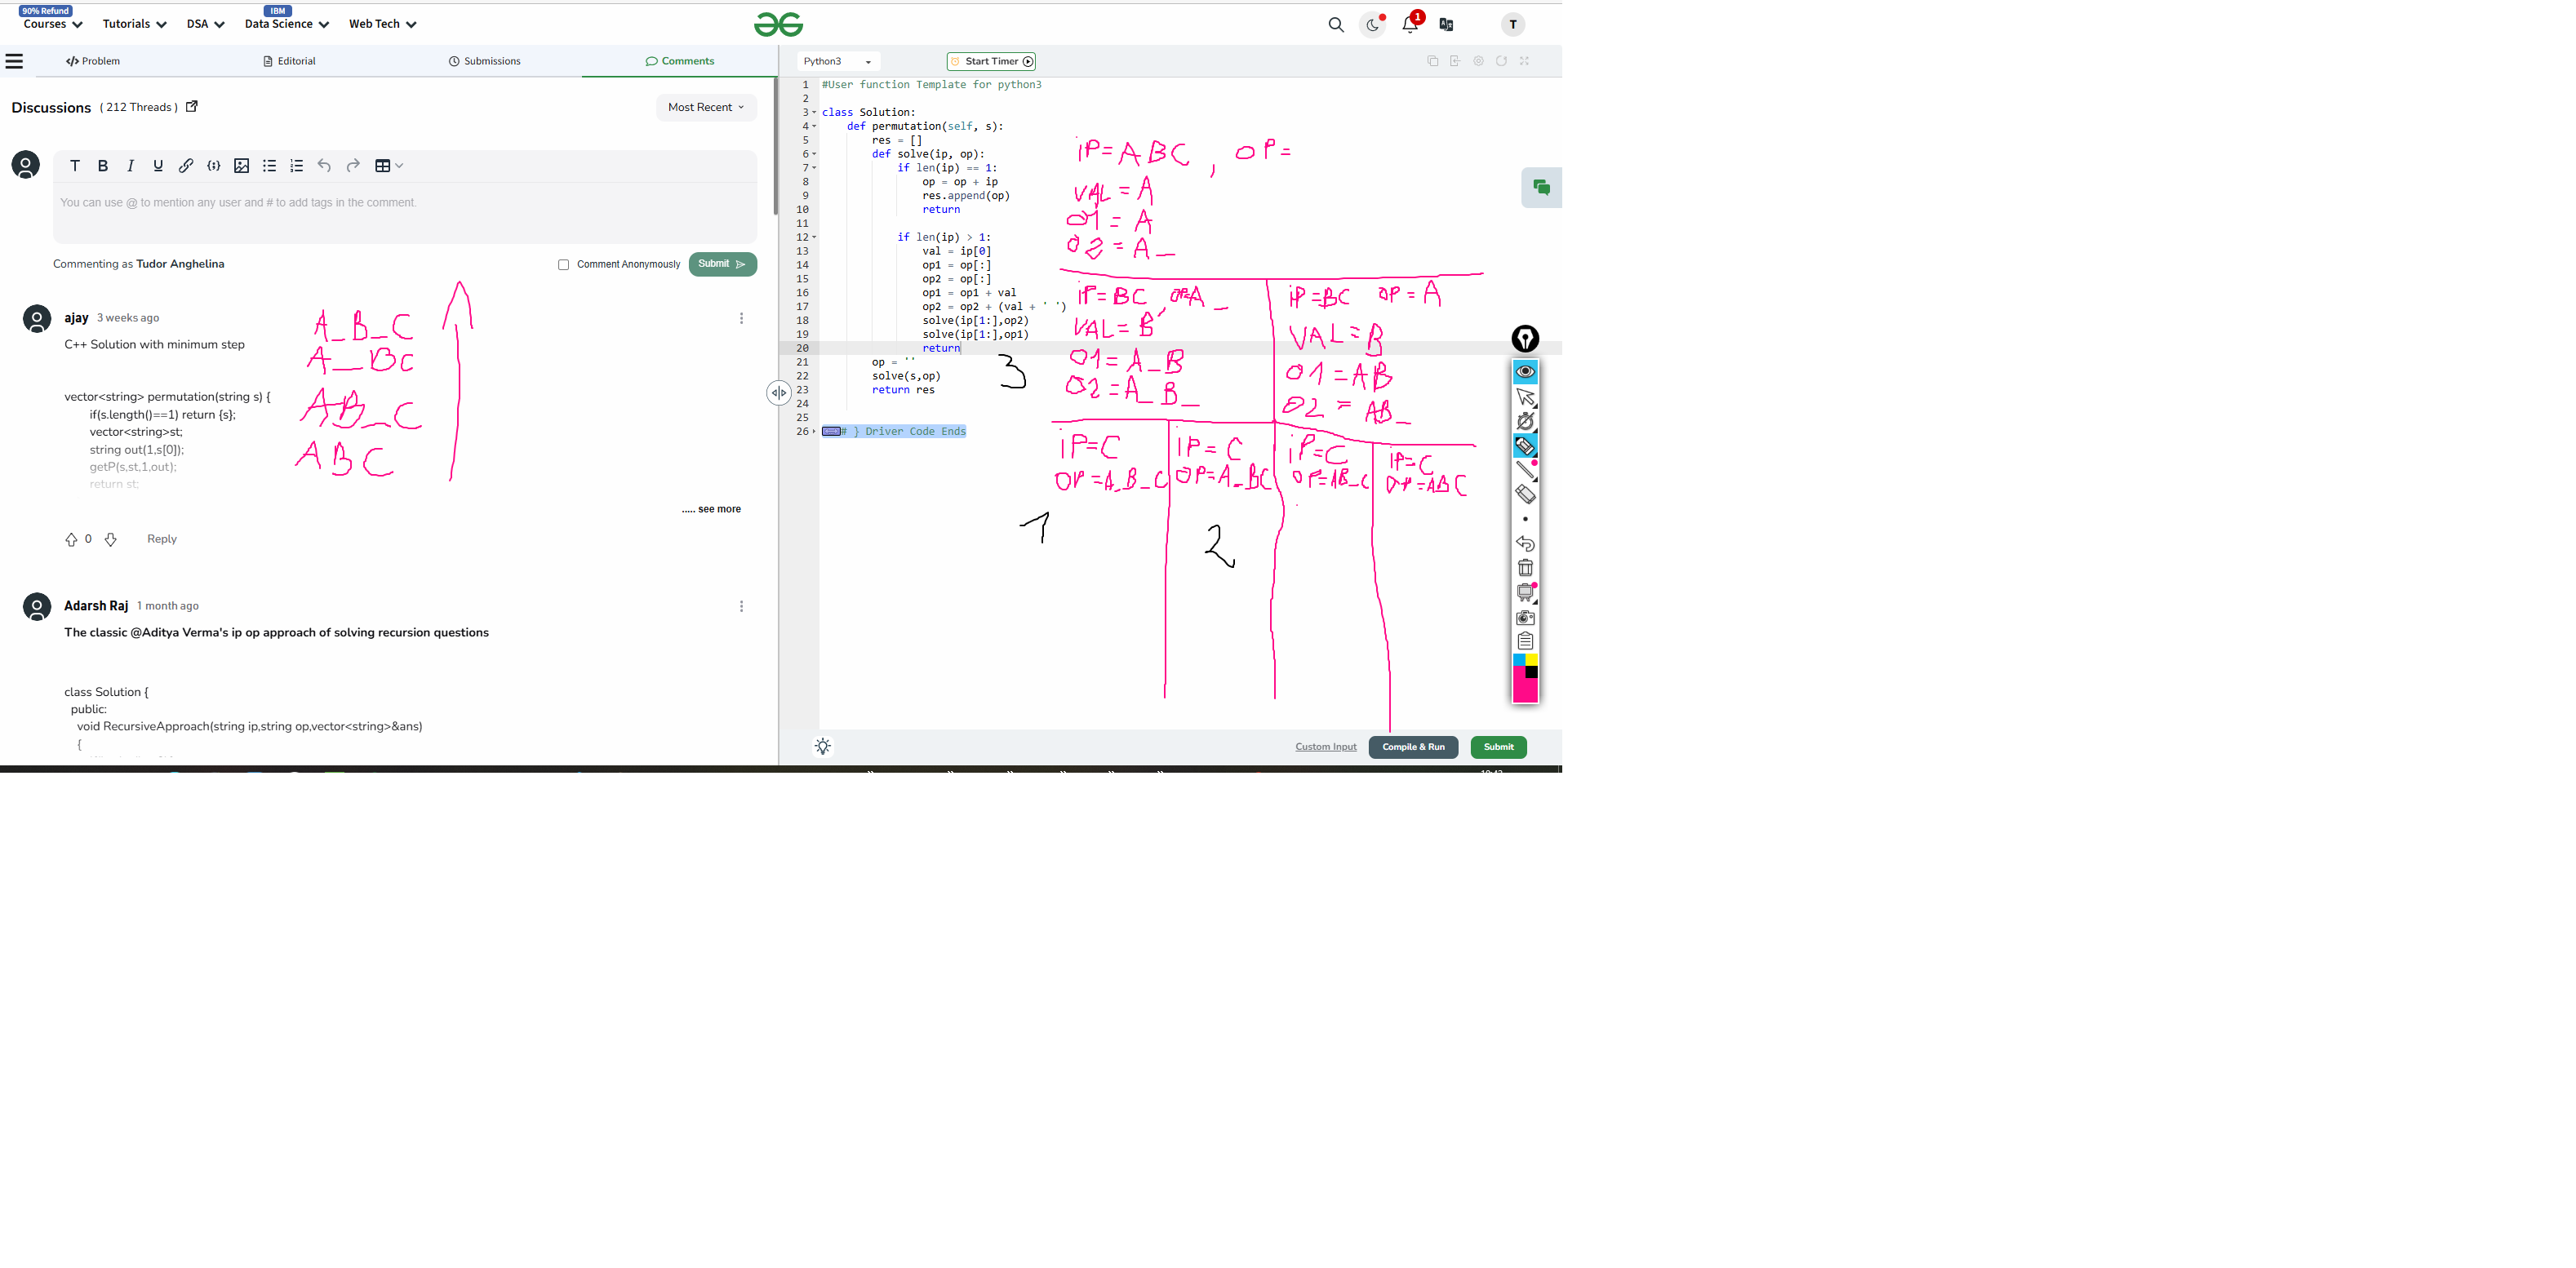 90% Refund
IBM
Courses Tutorials DSA Data Science Web Tech
1
T
Problem
Editorial
Submissions
Comments
Discussions ( 212 Threads )
Most Recent
T B I U
You can use @ to mention any user and # to add tags in the comment.
Commenting as Tudor Anghelina
Comment Anonymously
Submit
ajay 3 weeks ago
C++ Solution with minimum step
vector<string> permutation(string s) {
if(s.length()==1) return {s};
vector<string>st;
string out(1,s[0]);
getP(s,st,1,out);
return st;
..... see more
0 Reply
A_B_C
A_BC
AB_C
ABC
Adarsh Raj 1 month ago
The classic @Aditya Verma's ip op approach of solving recursion questions
class Solution {
public:
void RecursiveApproach(string ip,string op,vector<string>&ans)
{
Python3
Start Timer
1 #User function Template for python3
2
3 class Solution:
4 def permutation(self, s):
5 res = []
6 def solve(ip, op):
7 if len(ip) == 1:
8 op = op + ip
9 res.append(op)
10 return
11
12 if len(ip) > 1:
13 val = ip[0]
14 op1 = op[:]
15 op2 = op[:]
16 op1 = op1 + val
17 op2 = op2 + (val + ' ')
18 solve(ip[1:],op2)
19 solve(ip[1:],op1)
20 return
21 op = ''
22 solve(s,op)
23 return res
24
25
26 # } Driver Code Ends
iP=ABC , OP=
VAL = A
O1 = A
O2 = A_
iP=BC, OP=A_
VAL = B
O1 = A_B
O2 = A_B_
iP=BC OP=A
VAL = B
O1 = AB
O2 = AB_
3
iP=C
OP=A_B_C
IP=C
OP=A_BC
iP=C
OP=AB_C
IP=C
OP=ABC
1
2
Custom Input
Compile & Run
Submit